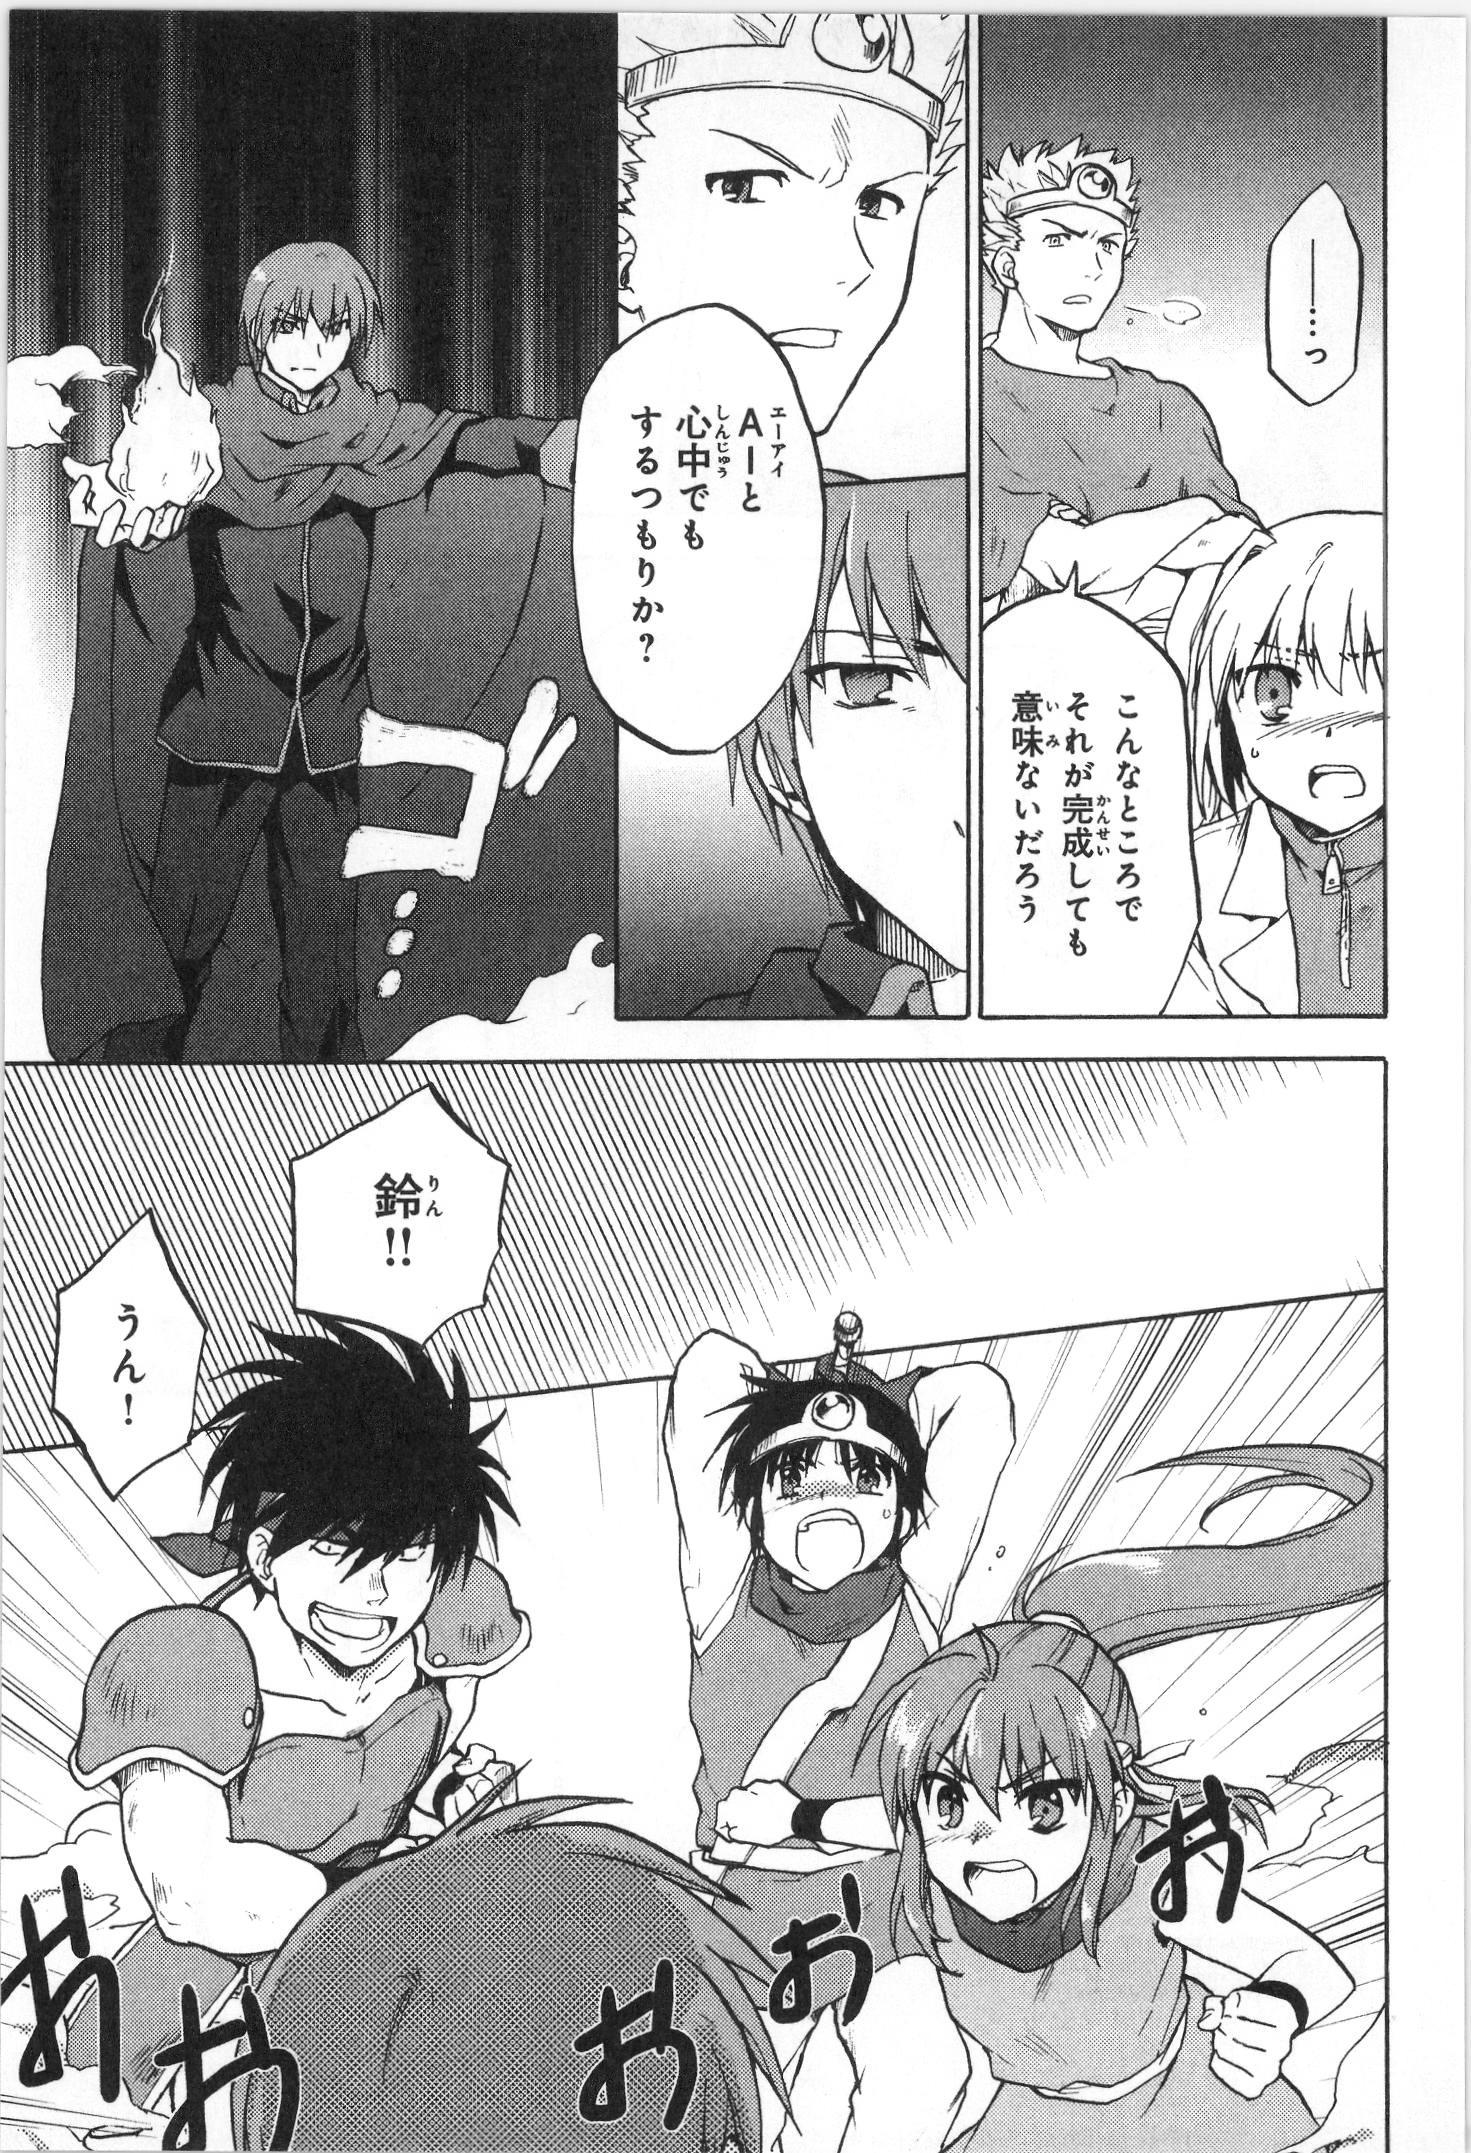 ―――……っ
こんなところで
それが完成しても
意味ないだろう
AIと
心中でも
するつもりか？
ゴ…
鈴!!
うん！
おおおおお